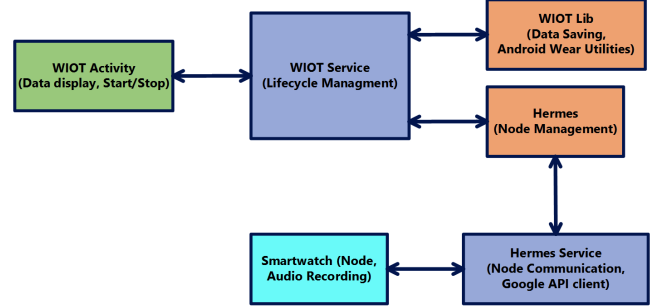 WIOT Activity
(Data display, Start/Stop)
WIOT Service
(Lifecycle Managment)
WIOT Lib
(Data Saving,
Android Wear Utilities)
Hermes
(Node Management)
Smartwatch (Node,
Audio Recording)
Hermes Service
(Node Communication,
Google API client)